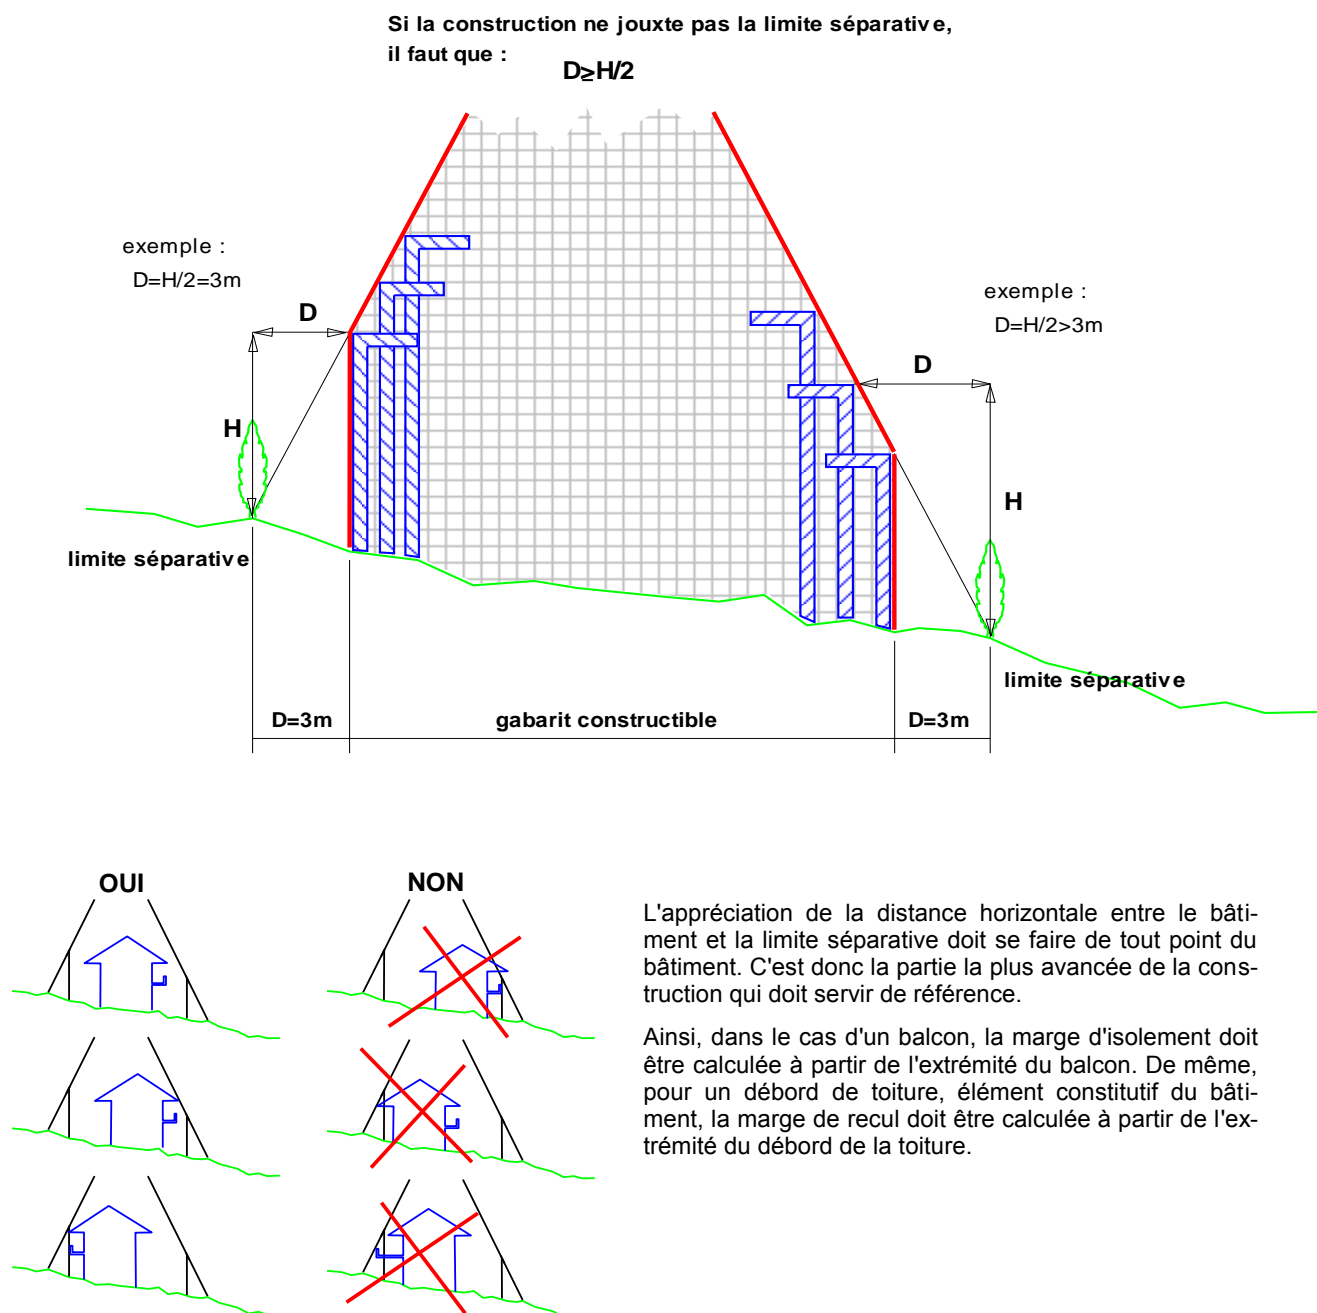 Si la construction ne jouxte pas la limite séparative,
il faut que :
D≥H/2
exemple :
D=H/2=3m
exemple :
D=H/2>3m
D
D
H
H
limite séparative
limite séparative
D=3m
gabarit constructible
D=3m
OUI
NON
L'appréciation de la distance horizontale entre le bâti-
ment et la limite séparative doit se faire de tout point du
bâtiment. C'est donc la partie la plus avancée de la cons-
truction qui doit servir de référence.
Ainsi, dans le cas d'un balcon, la marge d'isolement doit
être calculée à partir de l'extrémité du balcon. De même,
pour un débord de toiture, élément constitutif du bâti-
ment, la marge de recul doit être calculée à partir de l'ex-
trémité du débord de la toiture.